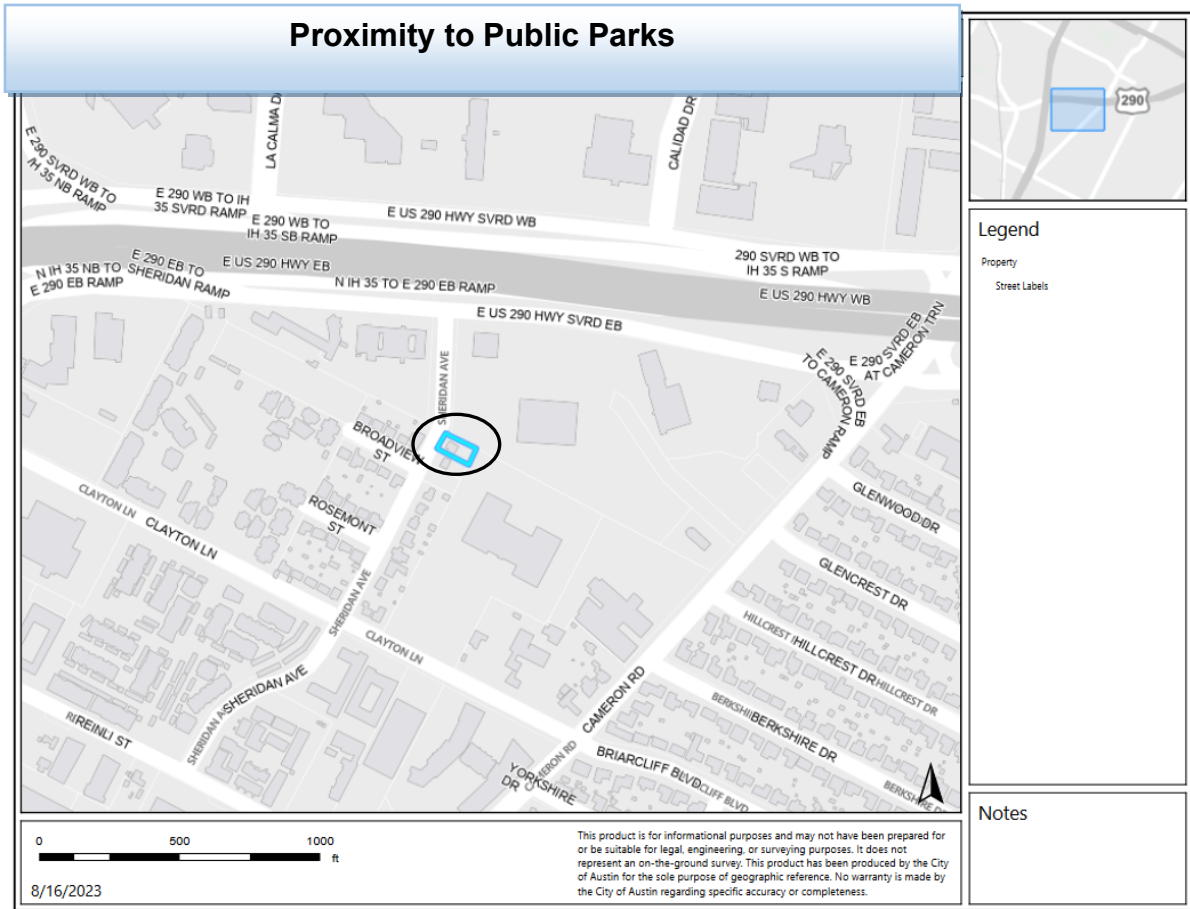 Proximity to Public Parks
290
Legend
Property
Street Labels
Notes
LA CALMA D
CALIDAD DR
E 290 SVRD WB TO
IH 35 NB RAMP
E 290 WB TO IH
35 SVRD RAMP
E 290 WB TO
IH 35 SB RAMP
E US 290 HWY SVRD WB
290 SVRD WB TO
IH 35 S RAMP
N IH 35 NB TO
E 290 EB RAMP
E 290 EB TO
SHERIDAN RAMP
E US 290 HWY EB
N IH 35 TO E 290 EB RAMP
E US 290 HWY WB
E US 290 HWY SVRD EB
E 290 SVRD EB
AT CAMERON TRN
E 290 SVRD EB
TO CAMERON RAMP
SHERIDAN AVE
BROADVIEW
ST
ROSEMONT
ST
CLAYTON LN
CLAYTON LN
SHERIDAN AVE
CLAYTON LN
GLENWOOD DR
GLENCREST DR
HILLCREST
HILLCREST DR
HILLCREST DR
BERKSHI
BERKSHIRE DR
BERKSHIRE DR
CAMERON RD
CAMERON RD
SHERIDAN A
SHERIDAN AVE
REINLI ST
BRIARCLIFF BLVD
CLIFF BLVD
YORKSHIRE
DR
0 500 1000
ft
8/16/2023
This product is for informational purposes and may not have been prepared for
or be suitable for legal, engineering, or surveying purposes. It does not
represent an on-the-ground survey. This product has been produced by the City
of Austin for the sole purpose of geographic reference. No warranty is made by
the City of Austin regarding specific accuracy or completeness.